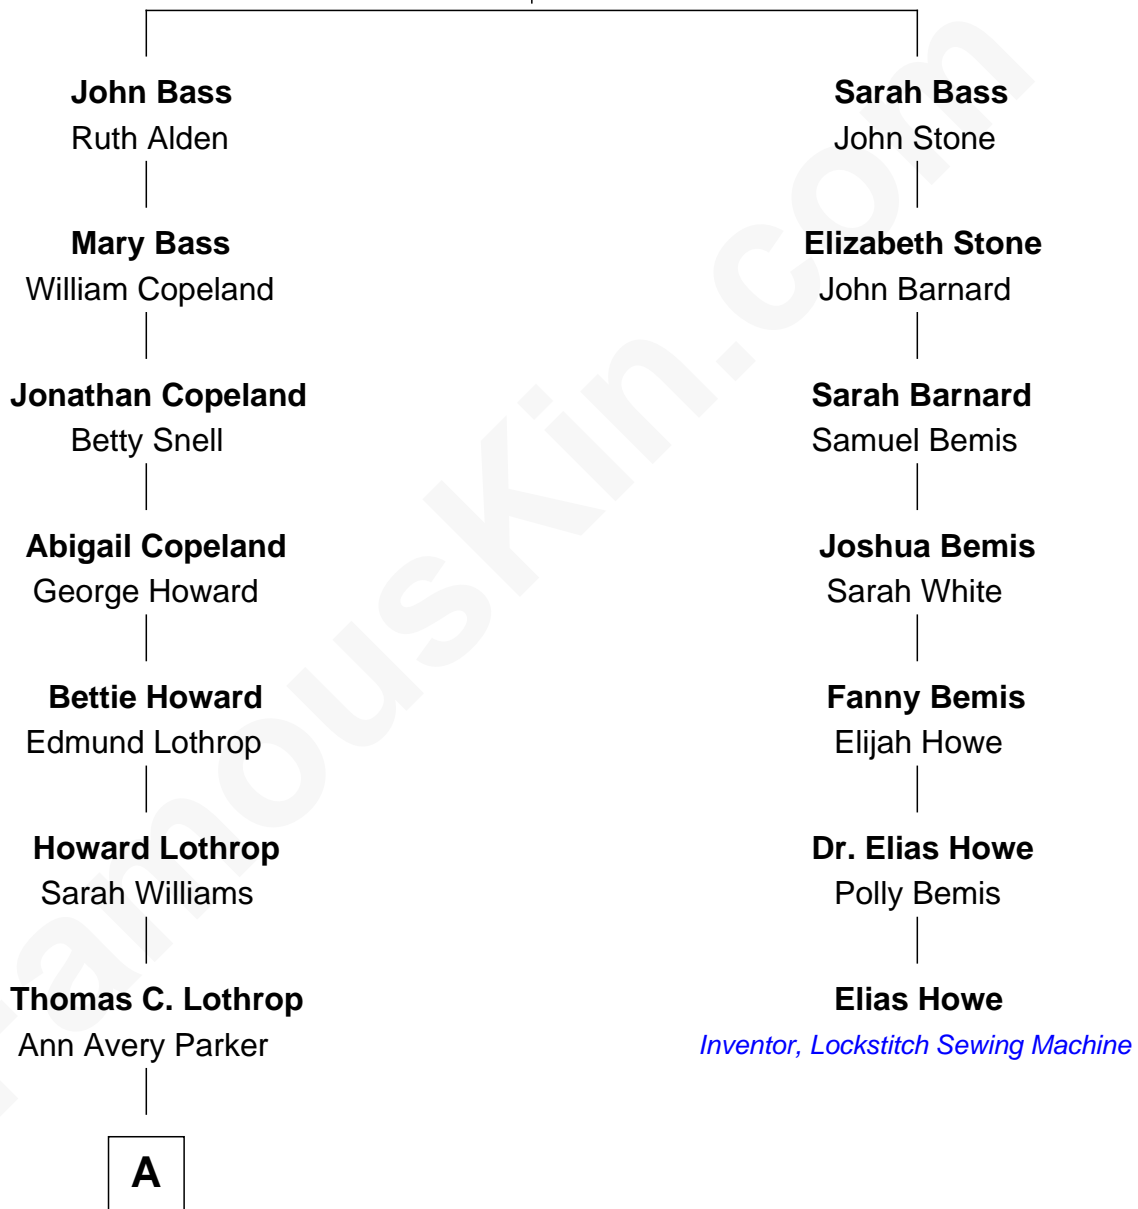 John Bass
Ruth Alden
Mary Bass
William Copeland
Jonathan Copeland
Betty Snell
Abigail Copeland
George Howard
Bettie Howard
Edmund Lothrop
Howard Lothrop
Sarah Williams
Thomas C. Lothrop
Ann Avery Parker
A
Sarah Bass
John Stone
Elizabeth Stone
John Barnard
Sarah Barnard
Samuel Bemis
Joshua Bemis
Sarah White
Fanny Bemis
Elijah Howe
Dr. Elias Howe
Polly Bemis
Elias Howe
Inventor, Lockstitch Sewing Machine
FamousKin.com